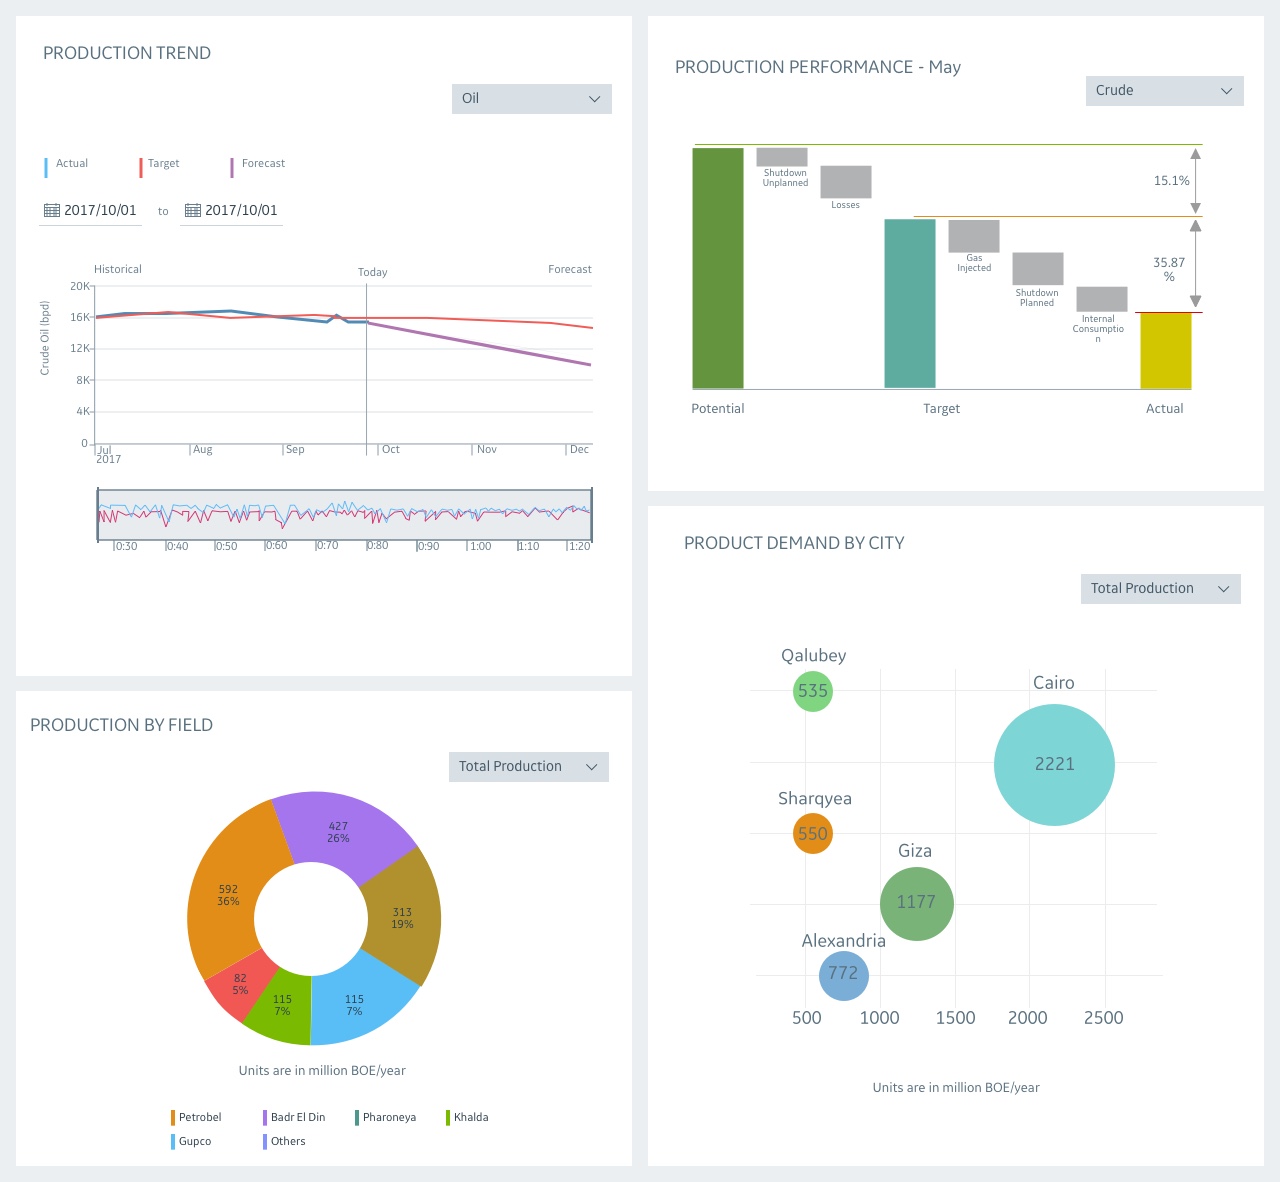 PRODUCTION TREND
Oil
Actual
Target
Forecast
2017/10/01
to
2017/10/01
Historical
Today
Forecast
Crude Oil (bpd)
20K
16K
12K
8K
4K
0
Jul
2017
Aug
Sep
Oct
Nov
Dec
0:30
0:40
0:50
0:60
0:70
0:80
0:90
1:00
1:10
1:20
PRODUCTION PERFORMANCE - May
Crude
Shutdown
Unplanned
Losses
15.1%
Gas
Injected
Shutdown
Planned
Internal
Consumptio
n
35.87
%
Potential
Target
Actual
PRODUCTION BY FIELD
Total Production
427
26%
592
36%
313
19%
82
5%
115
7%
115
7%
Units are in million BOE/year
Petrobel
Badr El Din
Pharoneya
Khalda
Gupco
Others
PRODUCT DEMAND BY CITY
Total Production
Qalubey
535
Cairo
2221
Sharqyea
550
Giza
1177
Alexandria
772
500
1000
1500
2000
2500
Units are in million BOE/year